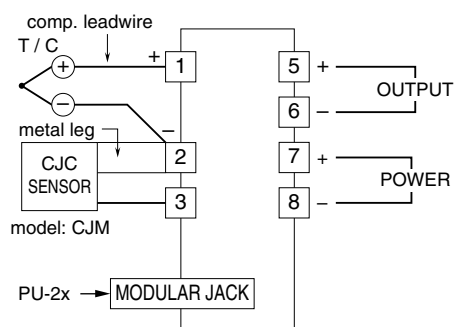 comp. leadwire
T / C
+
+
1
5
+
OUTPUT
−
6
−
metal leg
−
2
7
+
CJC
SENSOR
POWER
3
8
−
model: CJM
PU-2x
MODULAR JACK